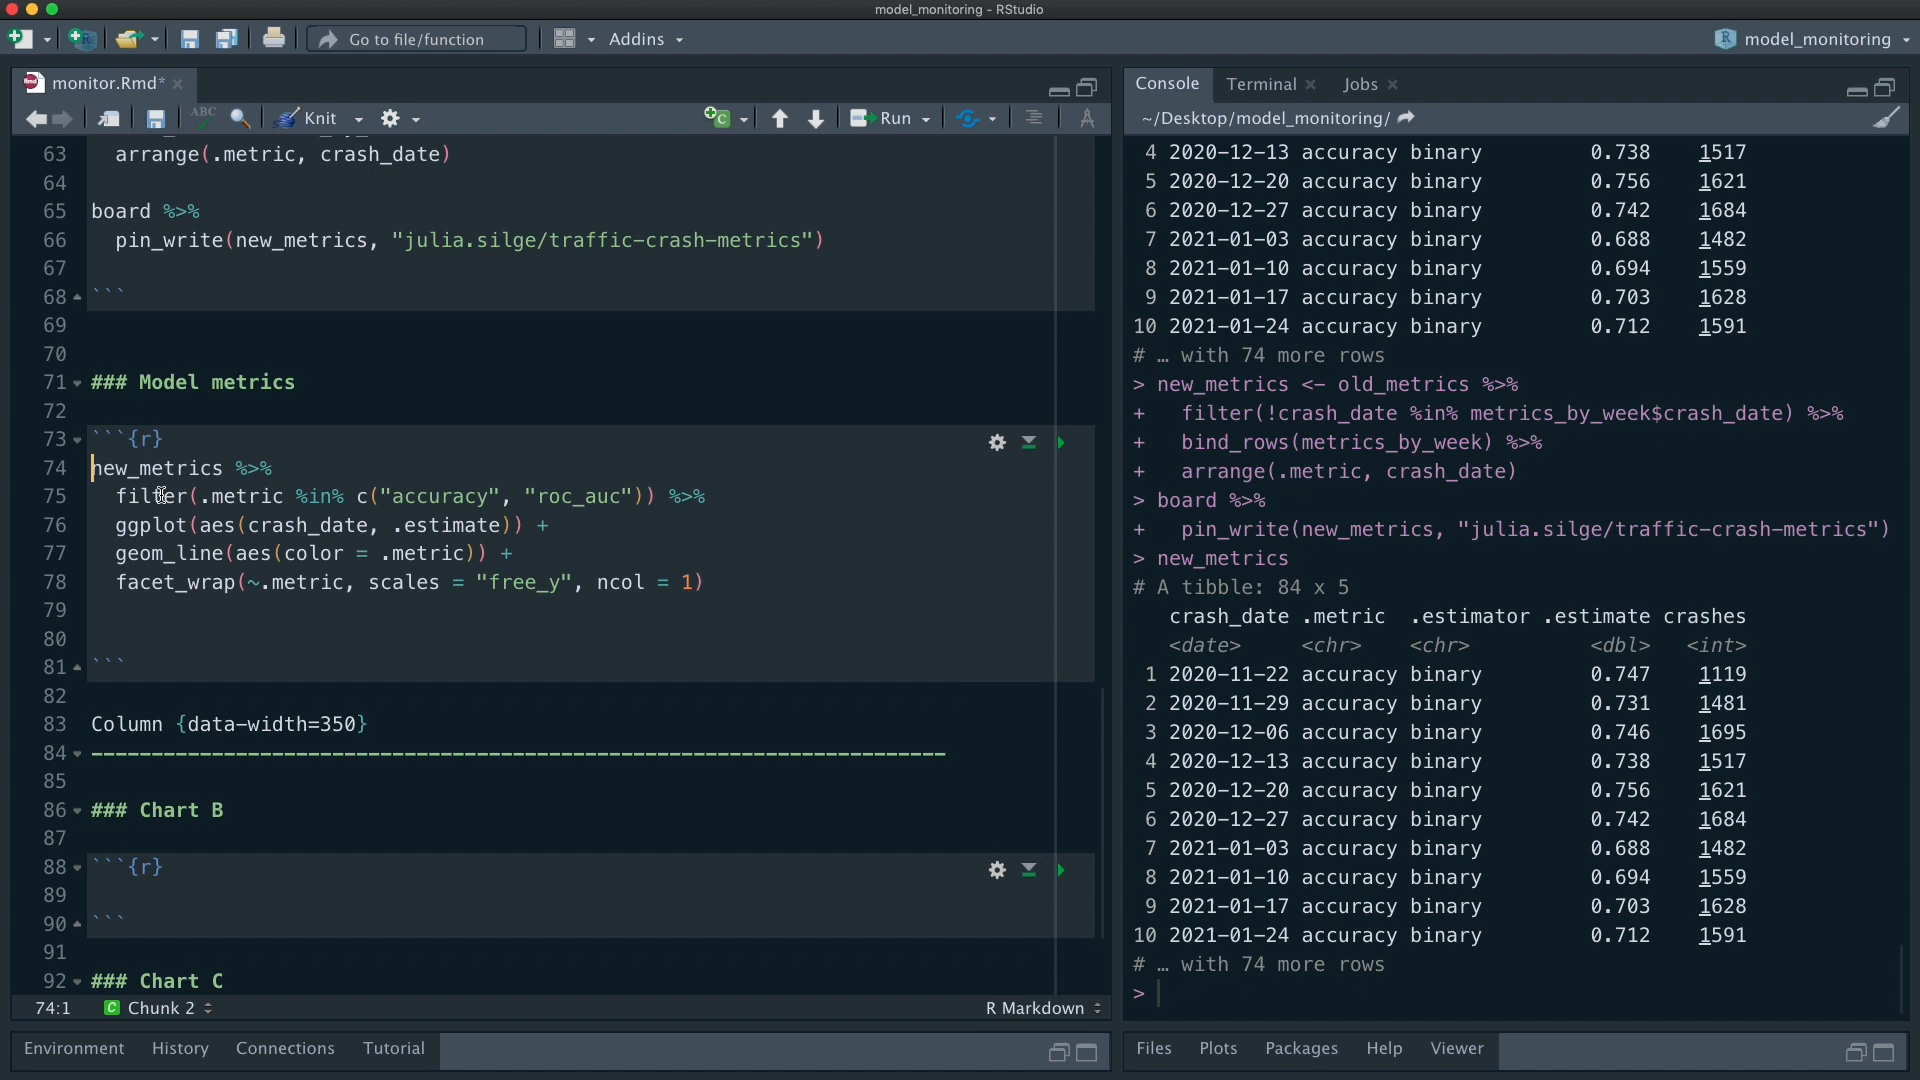 model_monitoring - RStudio
Go to file/function
Addins
model_monitoring
monitor.Rmd*
ABC
Knit
Run
63 arrange(.metric, crash_date)
64
65 board %>%
66 pin_write(new_metrics, "julia.silge/traffic-crash-metrics")
67
68 ```
69
70
71 ### Model metrics
72
73 ```{r}
74 new_metrics %>%
75 filter(.metric %in% c("accuracy", "roc_auc")) %>%
76 ggplot(aes(crash_date, .estimate)) +
77 geom_line(aes(color = .metric)) +
78 facet_wrap(~.metric, scales = "free_y", ncol = 1)
79
80
81 ```
82
83 Column {data-width=350}
84 -----------------------------------------------------------------------
85
86 ### Chart B
87
88 ```{r}
89
90 ```
91
92 ### Chart C
74:1
C Chunk 2
R Markdown
Environment
History
Connections
Tutorial
Console
Terminal
Jobs
~/Desktop/model_monitoring/
4 2020-12-13 accuracy binary 0.738 1517
5 2020-12-20 accuracy binary 0.756 1621
6 2020-12-27 accuracy binary 0.742 1684
7 2021-01-03 accuracy binary 0.688 1482
8 2021-01-10 accuracy binary 0.694 1559
9 2021-01-17 accuracy binary 0.703 1628
10 2021-01-24 accuracy binary 0.712 1591
# … with 74 more rows
> new_metrics <- old_metrics %>%
+ filter(!crash_date %in% metrics_by_week$crash_date) %>%
+ bind_rows(metrics_by_week) %>%
+ arrange(.metric, crash_date)
> board %>%
+ pin_write(new_metrics, "julia.silge/traffic-crash-metrics")
> new_metrics
# A tibble: 84 x 5
crash_date .metric .estimator .estimate crashes
<date> <chr> <chr> <dbl> <int>
1 2020-11-22 accuracy binary 0.747 1119
2 2020-11-29 accuracy binary 0.731 1481
3 2020-12-06 accuracy binary 0.746 1695
4 2020-12-13 accuracy binary 0.738 1517
5 2020-12-20 accuracy binary 0.756 1621
6 2020-12-27 accuracy binary 0.742 1684
7 2021-01-03 accuracy binary 0.688 1482
8 2021-01-10 accuracy binary 0.694 1559
9 2021-01-17 accuracy binary 0.703 1628
10 2021-01-24 accuracy binary 0.712 1591
# … with 74 more rows
>
Files
Plots
Packages
Help
Viewer